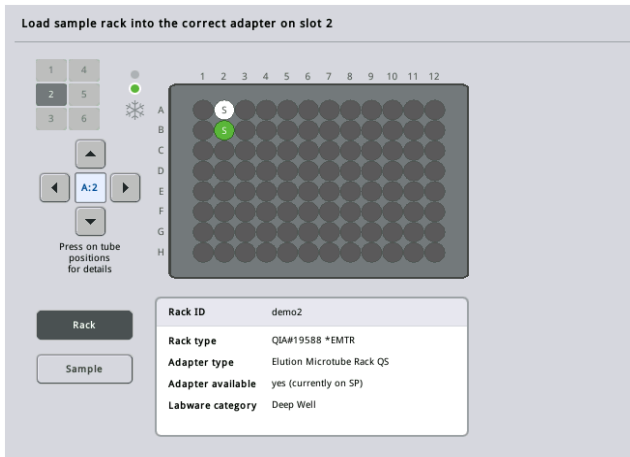 Load sample rack into the correct adapter on slot 2
1 4
2 5
3 6
1 2 3 4 5 6 7 8 9 10 11 12
A S
B S
C
D
E
F
G
H
A:2
Press on tube
positions
for details
Rack
Sample
Rack ID demo2
Rack type QIA#19588 *EMTR
Adapter type Elution Microtube Rack QS
Adapter available yes (currently on SP)
Labware category Deep Well